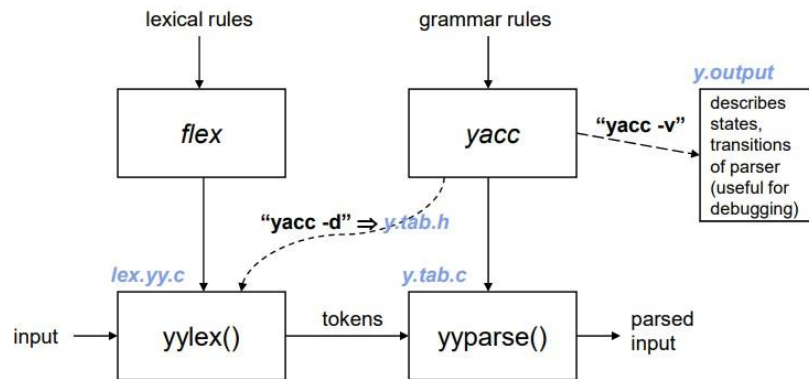 lexical rules
grammar rules
y.output
flex
yacc
“yacc -v”
describes
states,
transitions
of parser
(useful for
debugging)
“yacc -d” ⇒ y.tab.h
lex.yy.c
y.tab.c
input
yylex()
tokens
yyparse()
parsed
input